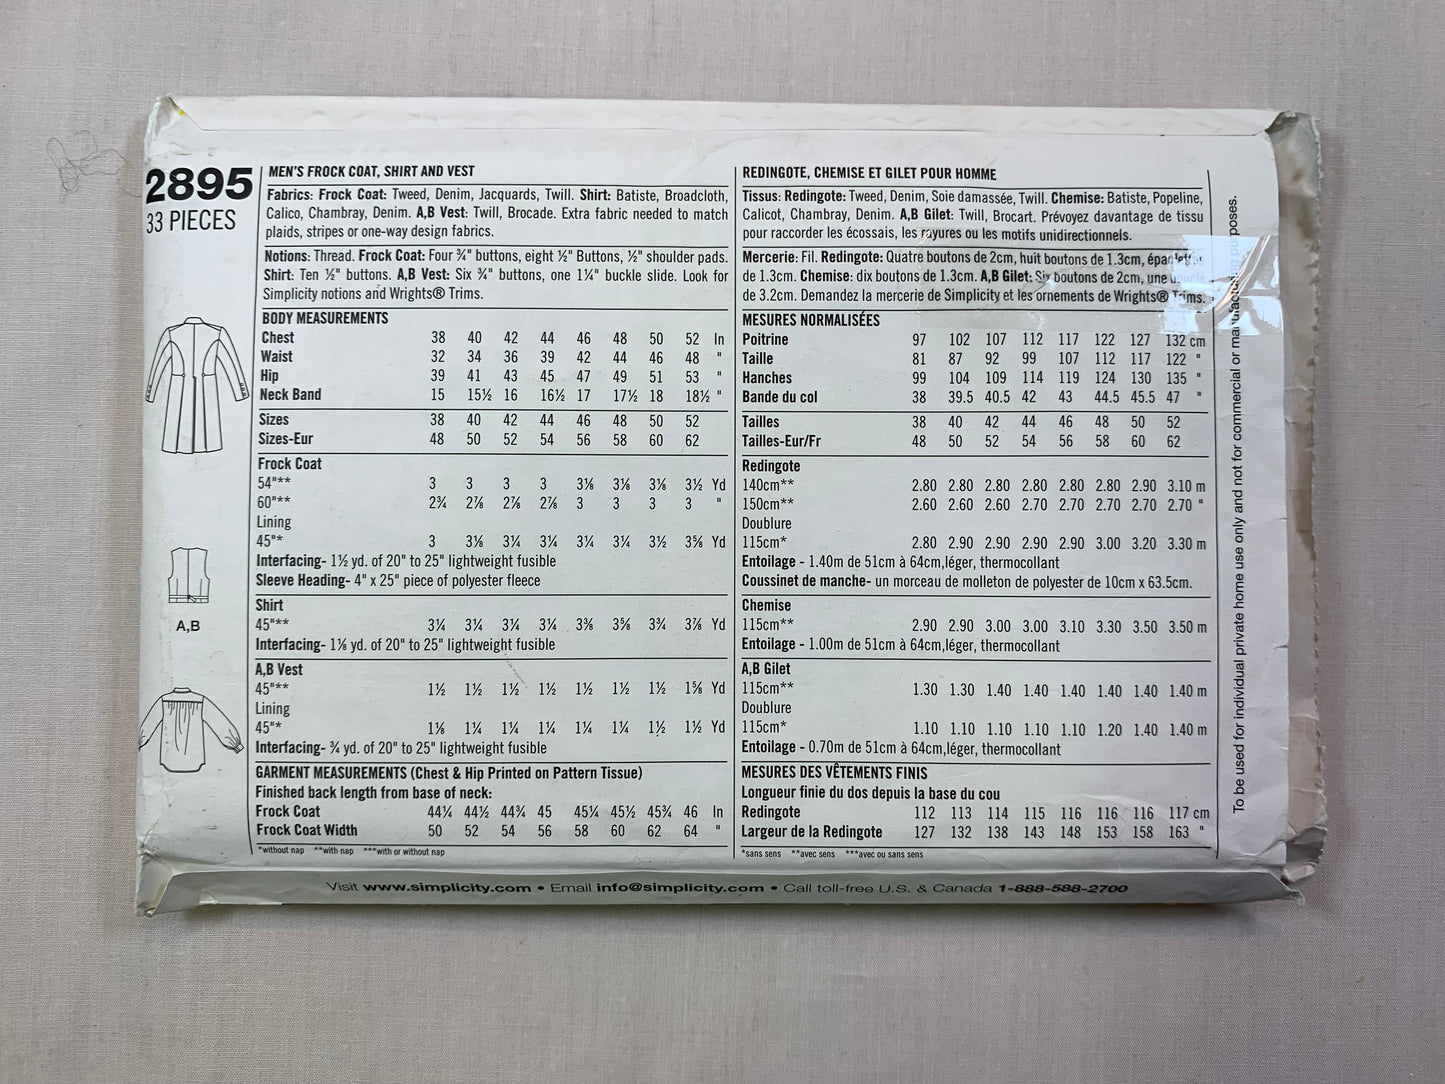 2895
33 PIECES
A,B
MEN'S FROCK COAT, SHIRT AND VEST
Fabrics: Frock Coat: Tweed, Denim, Jacquards, Twill. Shirt: Batiste, Broadcloth,
Calico, Chambray, Denim. A,B Vest: Twill, Brocade. Extra fabric needed to match
plaids, stripes or one-way design fabrics.
Notions: Thread. Frock Coat: Four ¾" buttons, eight ½" Buttons, ½" shoulder pads.
Shirt: Ten ½" buttons. A,B Vest: Six ¾" buttons, one 1¼" buckle slide. Look for
Simplicity notions and Wrights® Trims.
BODY MEASUREMENTS
Chest 38 40 42 44 46 48 50 52 In
Waist 32 34 36 39 42 44 46 48 "
Hip 39 41 43 45 47 49 51 53 "
Neck Band 15 15½ 16 16½ 17 17½ 18 18½ "
Sizes 38 40 42 44 46 48 50 52
Sizes-Eur 48 50 52 54 56 58 60 62
Frock Coat
54"** 3 3 3 3 3⅛ 3⅛ 3⅛ 3½ Yd
60"** 2¾ 2⅞ 2⅞ 2⅞ 3 3 3 3 "
Lining
45"* 3 3⅛ 3¼ 3¼ 3¼ 3¼ 3½ 3⅝ Yd
Interfacing- 1½ yd. of 20" to 25" lightweight fusible
Sleeve Heading- 4" x 25" piece of polyester fleece
Shirt
45"** 3¼ 3¼ 3¼ 3¼ 3⅜ 3⅝ 3¾ 3⅞ Yd
Interfacing- 1⅛ yd. of 20" to 25" lightweight fusible
A,B Vest
45"** 1½ 1½ 1½ 1½ 1½ 1½ 1½ 1⅝ Yd
Lining
45"* 1⅛ 1¼ 1¼ 1¼ 1¼ 1¼ 1½ 1½ Yd
Interfacing- ¾ yd. of 20" to 25" lightweight fusible
GARMENT MEASUREMENTS (Chest & Hip Printed on Pattern Tissue)
Finished back length from base of neck:
Frock Coat 44¼ 44½ 44¾ 45 45¼ 45½ 45¾ 46 In
Frock Coat Width 50 52 54 56 58 60 62 64 "
*without nap **with nap ***with or without nap
REDINGOTE, CHEMISE ET GILET POUR HOMME
Tissus: Redingote: Tweed, Denim, Soie damassée, Twill. Chemise: Batiste, Popeline,
Calicot, Chambray, Denim. A,B Gilet: Twill, Brocart. Prévoyez davantage de tissu
pour raccorder les écossais, les rayures ou les motifs unidirectionnels.
Mercerie: Fil. Redingote: Quatre boutons de 2cm, huit boutons de 1.3cm, épaulettes
de 1.3cm. Chemise: dix boutons de 1.3cm. A,B Gilet: Six boutons de 2cm, une boucle
de 3.2cm. Demandez la mercerie de Simplicity et les ornements de Wrights® Trims.
MESURES NORMALISÉES
Poitrine 97 102 107 112 117 122 127 132 cm
Taille 81 87 92 99 107 112 117 122 "
Hanches 99 104 109 114 119 124 130 135 "
Bande du col 38 39.5 40.5 42 43 44.5 45.5 47 "
Tailles 38 40 42 44 46 48 50 52
Tailles-Eur/Fr 48 50 52 54 56 58 60 62
Redingote
140cm** 2.80 2.80 2.80 2.80 2.80 2.80 2.90 3.10 m
150cm** 2.60 2.60 2.60 2.70 2.70 2.70 2.70 2.70 "
Doublure
115cm* 2.80 2.90 2.90 2.90 2.90 3.00 3.20 3.30 m
Entoilage - 1.40m de 51cm à 64cm,léger, thermocollant
Coussinet de manche- un morceau de molleton de polyester de 10cm x 63.5cm.
Chemise
115cm** 2.90 2.90 3.00 3.00 3.10 3.30 3.50 3.50 m
Entoilage - 1.00m de 51cm à 64cm,léger, thermocollant
A,B Gilet
115cm** 1.30 1.30 1.40 1.40 1.40 1.40 1.40 1.40 m
Doublure
115cm* 1.10 1.10 1.10 1.10 1.10 1.20 1.40 1.40 m
Entoilage - 0.70m de 51cm à 64cm,léger, thermocollant
MESURES DES VÊTEMENTS FINIS
Longueur finie du dos depuis la base du cou
Redingote 112 113 114 115 116 116 116 117 cm
Largeur de la Redingote 127 132 138 143 148 153 158 163 "
*sans sens **avec sens ***avec ou sans sens
To be used for individual private home use only and not for commercial or manufacturing purposes.
Visit www.simplicity.com • Email info@simplicity.com • Call toll-free U.S. & Canada 1-888-588-2700